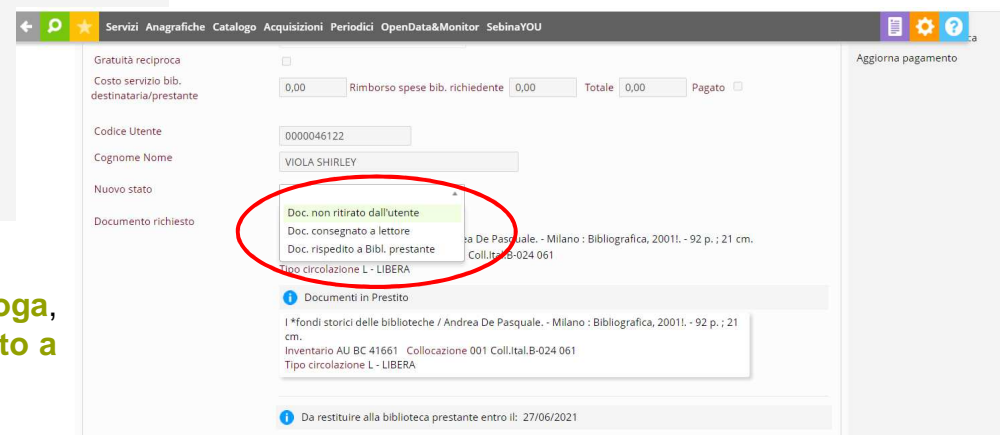 Servizi Anagrafiche Catalogo Acquisizioni Periodici OpenData&Monitor SebinaYOU
ca
Gratuità reciproca
Aggiorna pagamento
Costo servizio bib. destinataria/prestante 0,00 Rimborso spese bib. richiedente 0,00 Totale 0,00 Pagato
Codice Utente 0000046122
Cognome Nome VIOLA SHIRLEY
Nuovo stato
Doc. non ritirato dall'utente
Documento richiesto
Doc. consegnato a lettore
Doc. rispedito a Bibl. prestante
ea De Pasquale. - Milano : Bibliografica, 2001!. - 92 p. ; 21 cm.
Coll.Ital.B-024 061
Tipo circolazione L - LIBERA
oga,
to a
Documenti in Prestito
I *fondi storici delle biblioteche / Andrea De Pasquale. - Milano : Bibliografica, 2001!. - 92 p. ; 21
cm.
Inventario AU BC 41661 Collocazione 001 Coll.Ital.B-024 061
Tipo circolazione L - LIBERA
Da restituire alla biblioteca prestante entro il: 27/06/2021